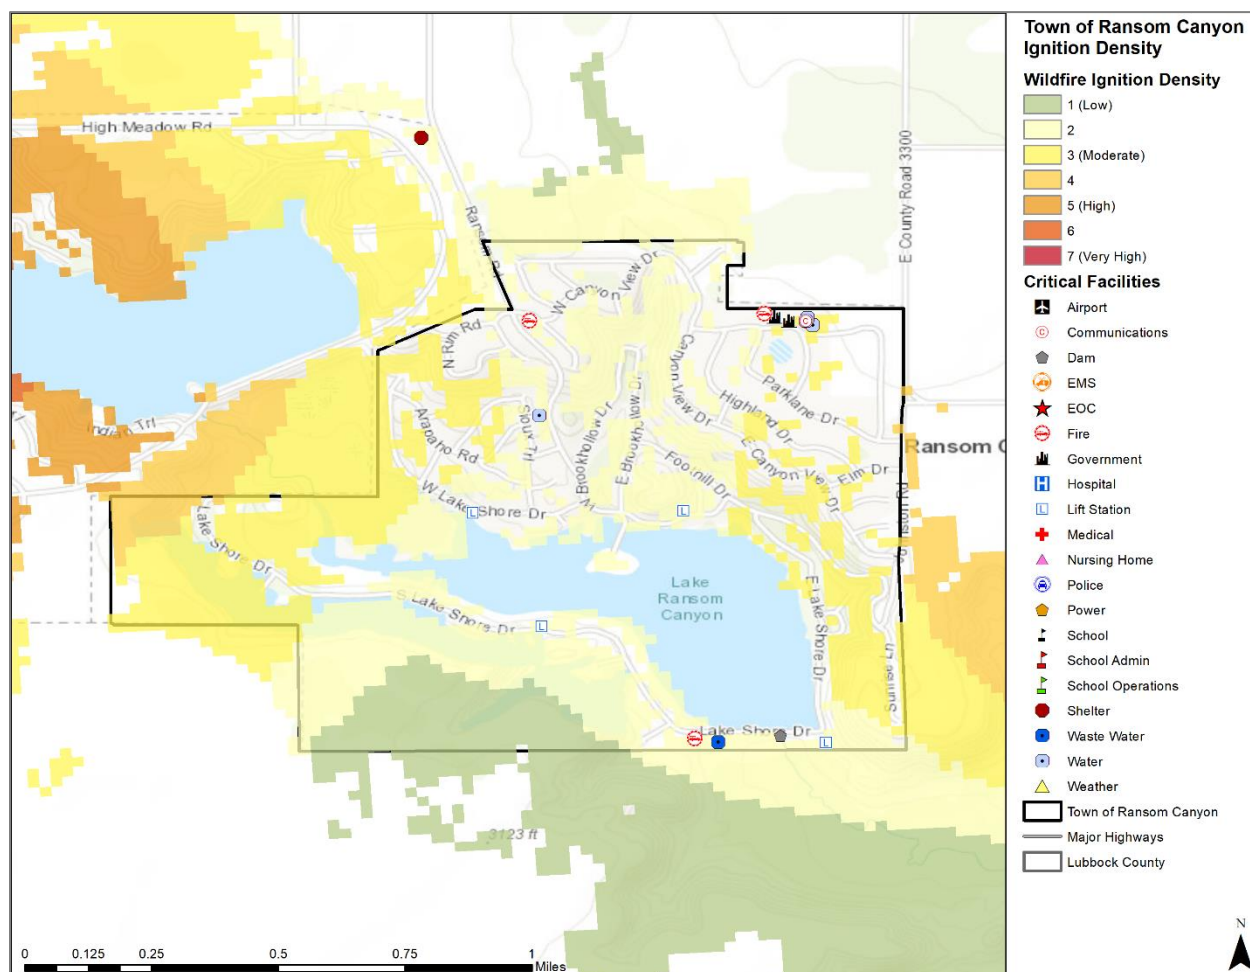 High Meadow Rd
Ransom Rd
E County Road 3300
W Canyon View Dr
N Rim Rd
Canyon View Dr
Parklane Dr
Highland Dr
Indian Trl
Arapaho Rd
Sioux Trl
W Brookhollow Dr
E Brookhollow Dr
Foothill Dr
E Canyon View Dr
Elm Dr
Ransom C
W Lake Shore Dr
Lake Shore Dr
Lake
Ransom
Canyon
S Lake Shore Dr
E Lake Shore Dr
Sunrise Ln
Lake Shore Dr
3123 ft
0 0.125 0.25 0.5 0.75 1
Miles
Town of Ransom Canyon
Ignition Density
Wildfire Ignition Density
1 (Low)
2
3 (Moderate)
4
5 (High)
6
7 (Very High)
Critical Facilities
Airport
C Communications
Dam
EMS
EOC
Fire
Government
H Hospital
L Lift Station
Medical
Nursing Home
Police
Power
School
School Admin
School Operations
Shelter
Waste Water
Water
Weather
Town of Ransom Canyon
Major Highways
Lubbock County
N